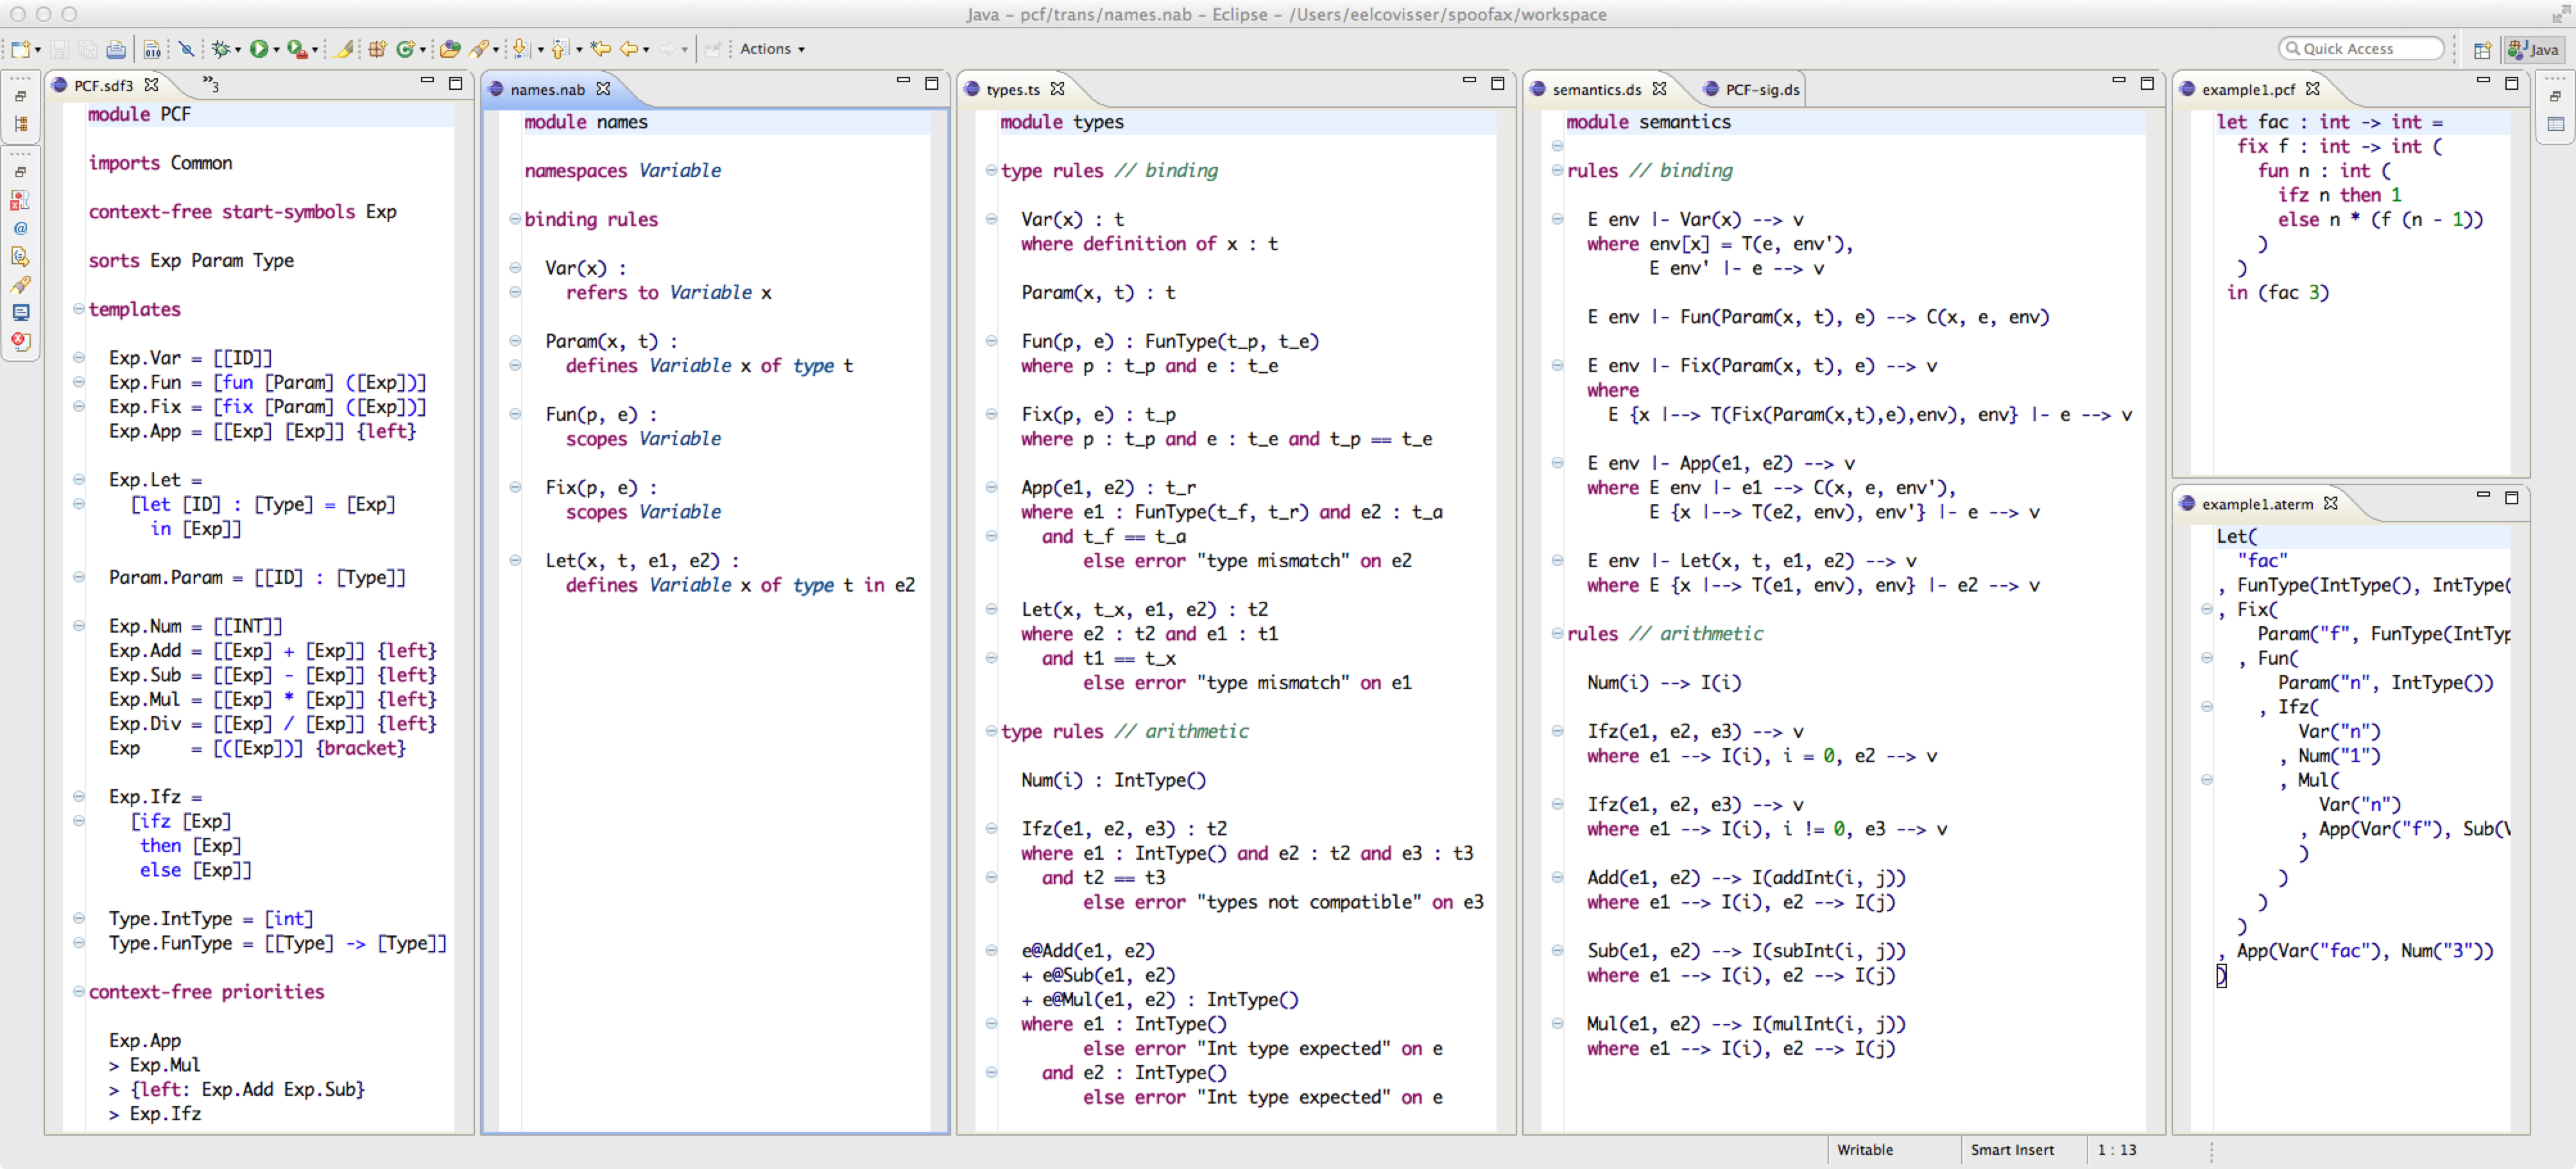 Java – pcf/trans/names.nab – Eclipse – /Users/eelcovisser/spoofax/workspace
Actions
Quick Access
Java
PCF.sdf3
»3
module PCF
imports Common
context-free start-symbols Exp
sorts Exp Param Type
templates
Exp.Var = [[ID]]
Exp.Fun = [fun [Param] ([Exp])]
Exp.Fix = [fix [Param] ([Exp])]
Exp.App = [[Exp] [Exp]] {left}
Exp.Let =
[let [ID] : [Type] = [Exp]
in [Exp]]
Param.Param = [[ID] : [Type]]
Exp.Num = [[INT]]
Exp.Add = [[Exp] + [Exp]] {left}
Exp.Sub = [[Exp] - [Exp]] {left}
Exp.Mul = [[Exp] * [Exp]] {left}
Exp.Div = [[Exp] / [Exp]] {left}
Exp = [([Exp])] {bracket}
Exp.Ifz =
[ifz [Exp]
then [Exp]
else [Exp]]
Type.IntType = [int]
Type.FunType = [[Type] -> [Type]]
context-free priorities
Exp.App
> Exp.Mul
> {left: Exp.Add Exp.Sub}
> Exp.Ifz
names.nab
module names
namespaces Variable
binding rules
Var(x) :
refers to Variable x
Param(x, t) :
defines Variable x of type t
Fun(p, e) :
scopes Variable
Fix(p, e) :
scopes Variable
Let(x, t, e1, e2) :
defines Variable x of type t in e2
types.ts
module types
type rules // binding
Var(x) : t
where definition of x : t
Param(x, t) : t
Fun(p, e) : FunType(t_p, t_e)
where p : t_p and e : t_e
Fix(p, e) : t_p
where p : t_p and e : t_e and t_p == t_e
App(e1, e2) : t_r
where e1 : FunType(t_f, t_r) and e2 : t_a
and t_f == t_a
else error "type mismatch" on e2
Let(x, t_x, e1, e2) : t2
where e2 : t2 and e1 : t1
and t1 == t_x
else error "type mismatch" on e1
type rules // arithmetic
Num(i) : IntType()
Ifz(e1, e2, e3) : t2
where e1 : IntType() and e2 : t2 and e3 : t3
and t2 == t3
else error "types not compatible" on e3
e@Add(e1, e2)
+ e@Sub(e1, e2)
+ e@Mul(e1, e2) : IntType()
where e1 : IntType()
else error "Int type expected" on e
and e2 : IntType()
else error "Int type expected" on e
semantics.ds
PCF-sig.ds
module semantics
rules // binding
E env |- Var(x) --> v
where env[x] = T(e, env'),
E env' |- e --> v
E env |- Fun(Param(x, t), e) --> C(x, e, env)
E env |- Fix(Param(x, t), e) --> v
where
E {x |--> T(Fix(Param(x,t),e),env), env} |- e --> v
E env |- App(e1, e2) --> v
where E env |- e1 --> C(x, e, env'),
E {x |--> T(e2, env), env'} |- e --> v
E env |- Let(x, t, e1, e2) --> v
where E {x |--> T(e1, env), env} |- e2 --> v
rules // arithmetic
Num(i) --> I(i)
Ifz(e1, e2, e3) --> v
where e1 --> I(i), i = 0, e2 --> v
Ifz(e1, e2, e3) --> v
where e1 --> I(i), i != 0, e3 --> v
Add(e1, e2) --> I(addInt(i, j))
where e1 --> I(i), e2 --> I(j)
Sub(e1, e2) --> I(subInt(i, j))
where e1 --> I(i), e2 --> I(j)
Mul(e1, e2) --> I(mulInt(i, j))
where e1 --> I(i), e2 --> I(j)
example1.pcf
let fac : int -> int =
fix f : int -> int (
fun n : int (
ifz n then 1
else n * (f (n - 1))
)
)
in (fac 3)
example1.aterm
Let(
"fac"
, FunType(IntType(), IntType(
, Fix(
Param("f", FunType(IntTyp
, Fun(
Param("n", IntType())
, Ifz(
Var("n")
, Num("1")
, Mul(
Var("n")
, App(Var("f"), Sub(V
)
)
)
)
, App(Var("fac"), Num("3"))
)
Writable
Smart Insert
1 : 13